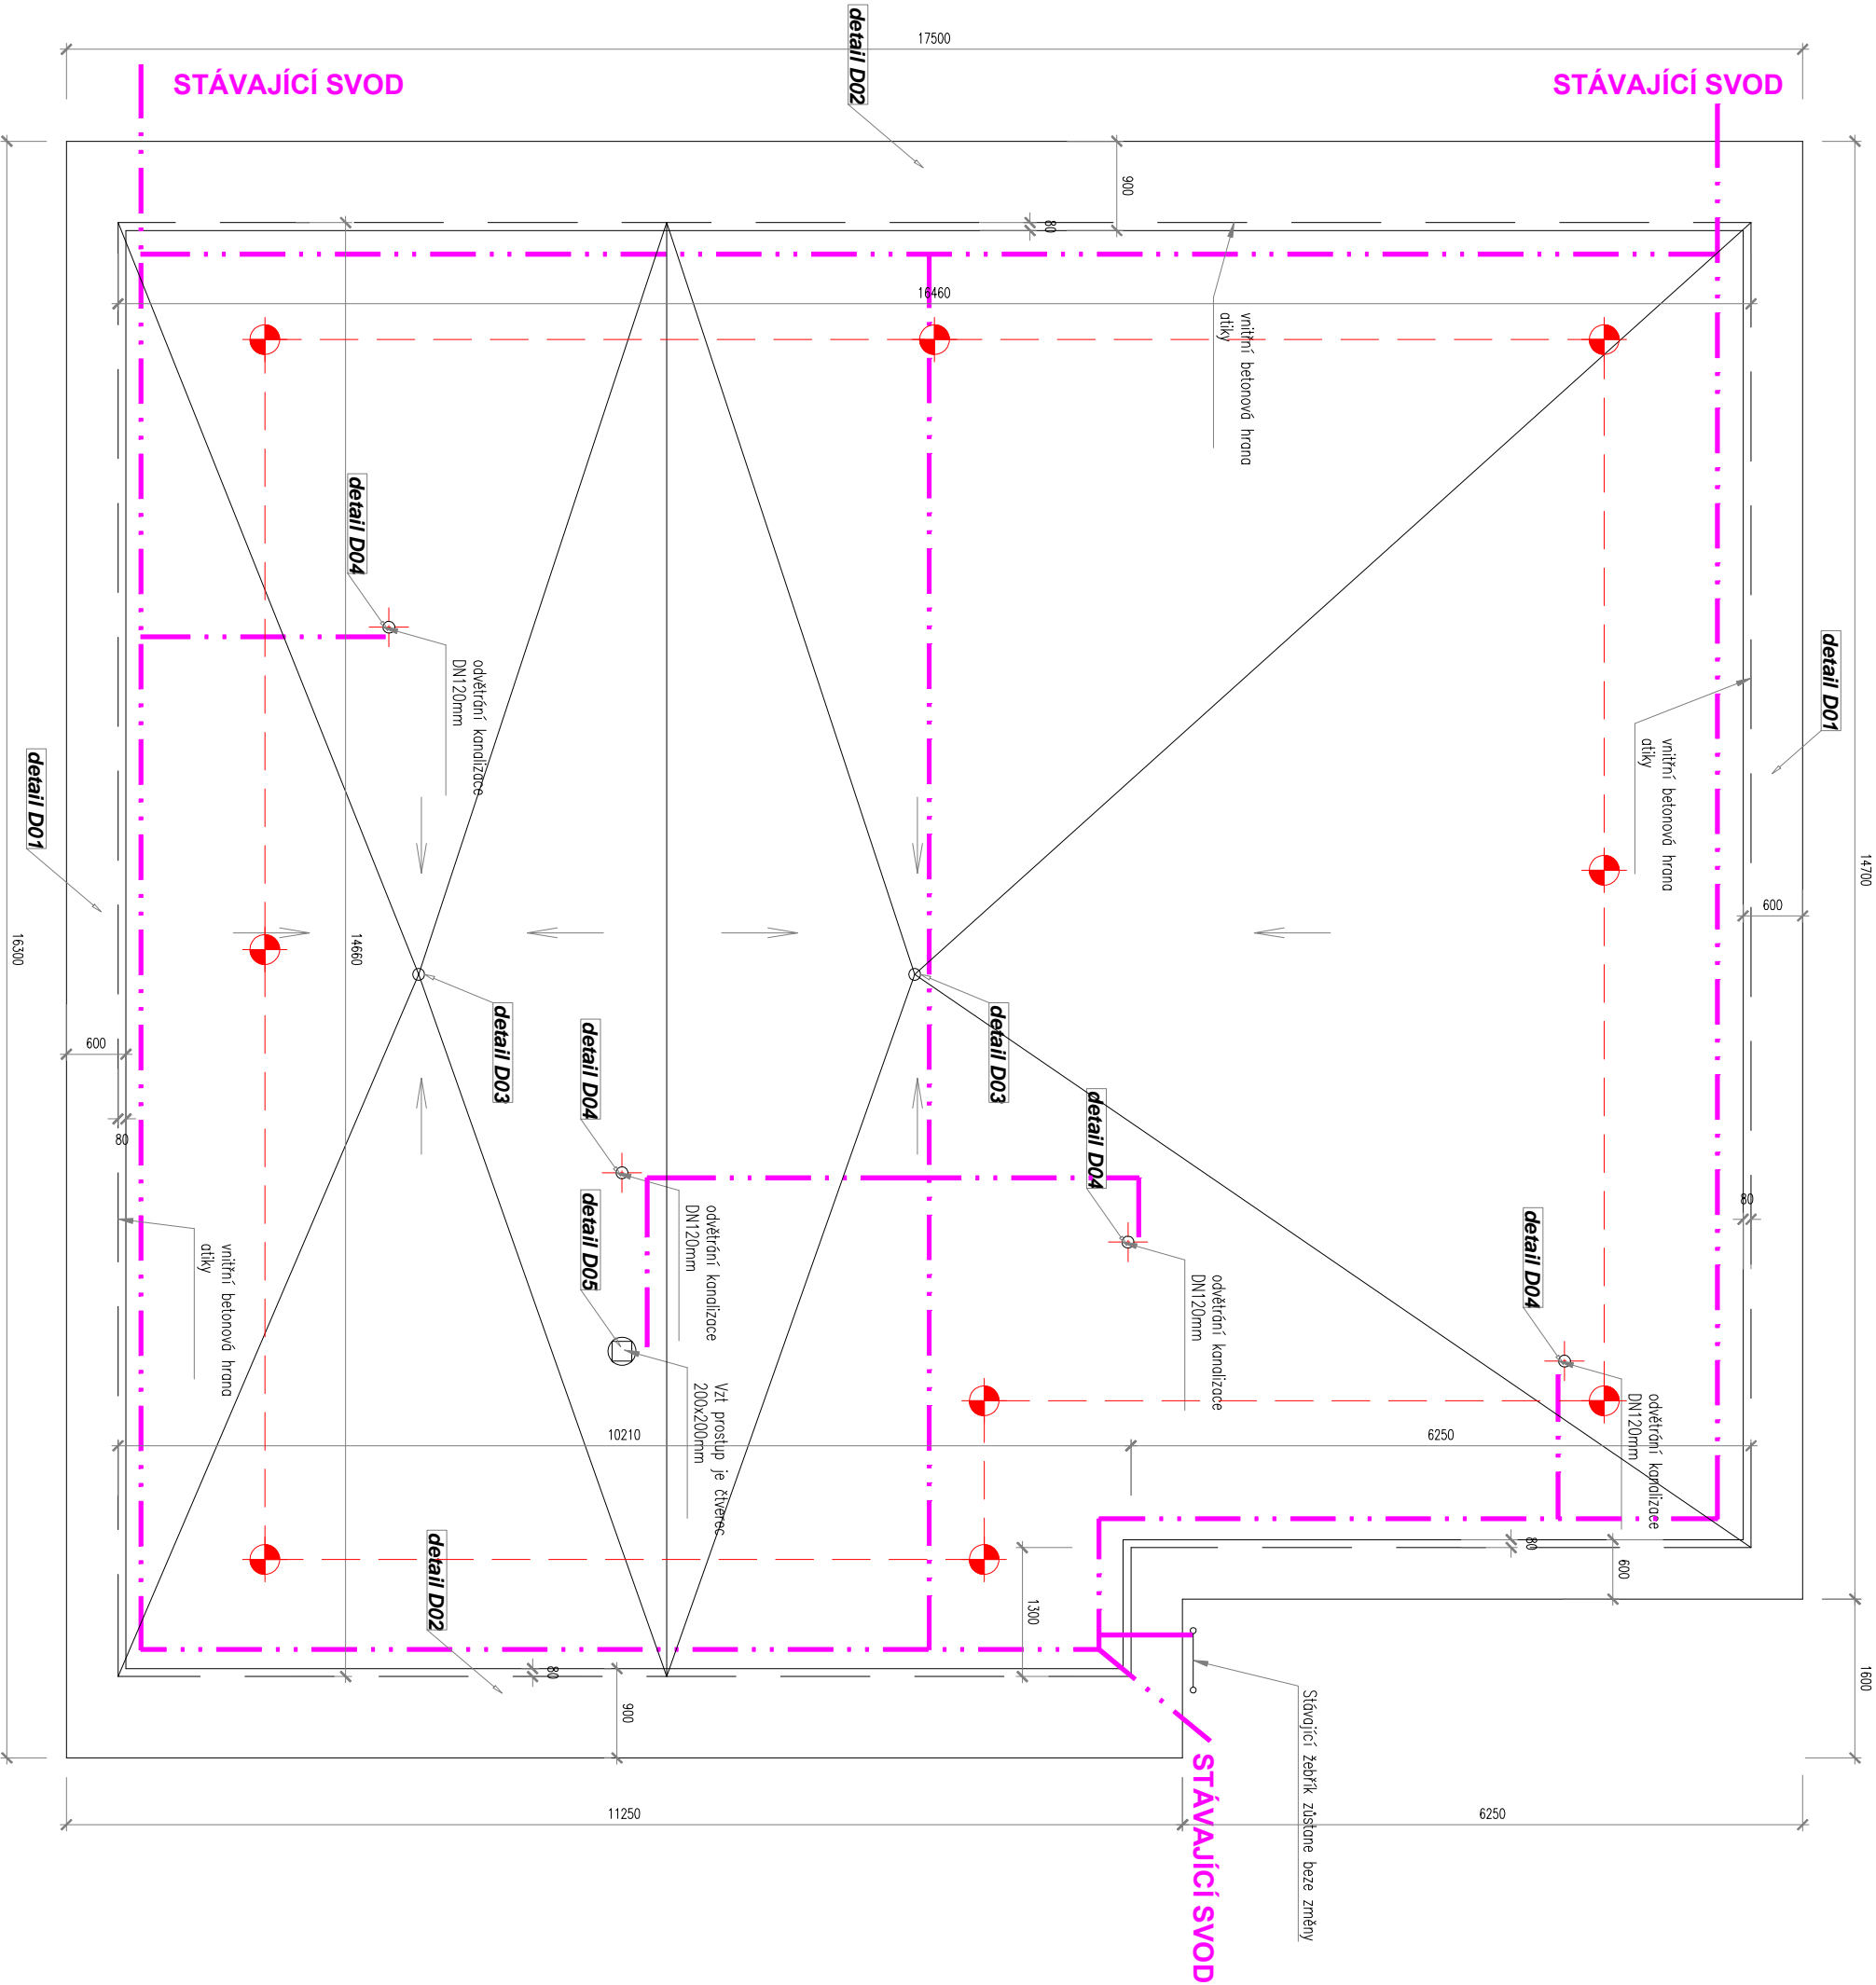 17500
detail D02
STÁVAJÍCÍ SVOD
STÁVAJÍCÍ SVOD
900
80
16460
vnitřní betonová hrana
atiky
detail D04
odvětrání kanalizace
DN120mm
detail D01
vnitřní betonová hrana
atiky
14700
600
detail D01
16300
14660
600
80
detail D03
detail D03
detail D04
detail D04
detail D04
80
odvětrání kanalizace
DN120mm
detail D05
odvětrání kanalizace
DN120mm
vnitřní betonová hrana
atiky
Vzt prostup je čtverec
200x200mm
odvětrání kanalizace
DN120mm
10210
6250
detail D02
80
600
1300
80
900
1600
Stávající žebřík zůstane beze změny
STÁVAJÍCÍ SVOD
11250
6250